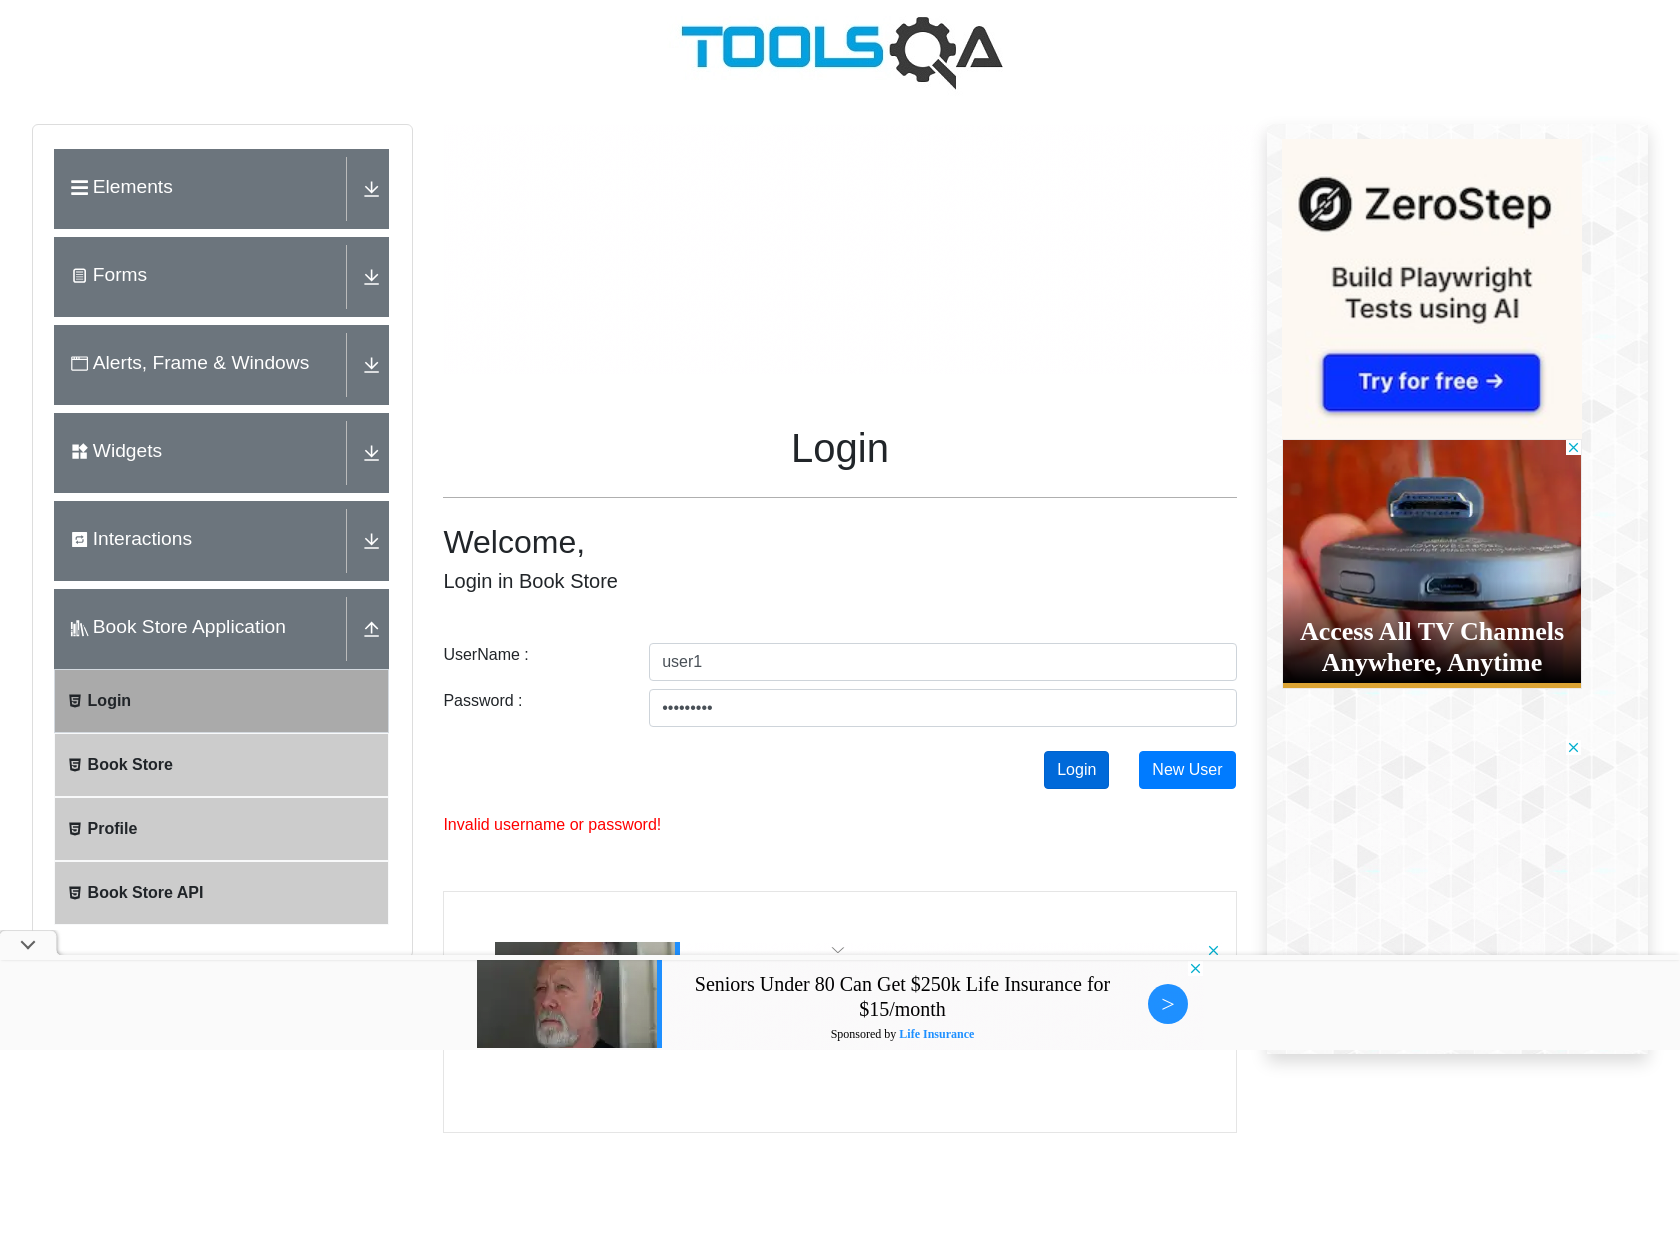 TOOLSQA
Elements
Forms
Alerts, Frame & Windows
Widgets
Interactions
Book Store Application
Login
Book Store
Profile
Book Store API
Login
Welcome,
Login in Book Store
UserName :
user1
Password :
•••••••••
Login
New User
Invalid username or password!
ZeroStep
Build Playwright
Tests using AI
Try for free →
Access All TV Channels
Anywhere, Anytime
Seniors Under 80 Can Get $250k Life Insurance for
$15/month
Sponsored by Life Insurance
>